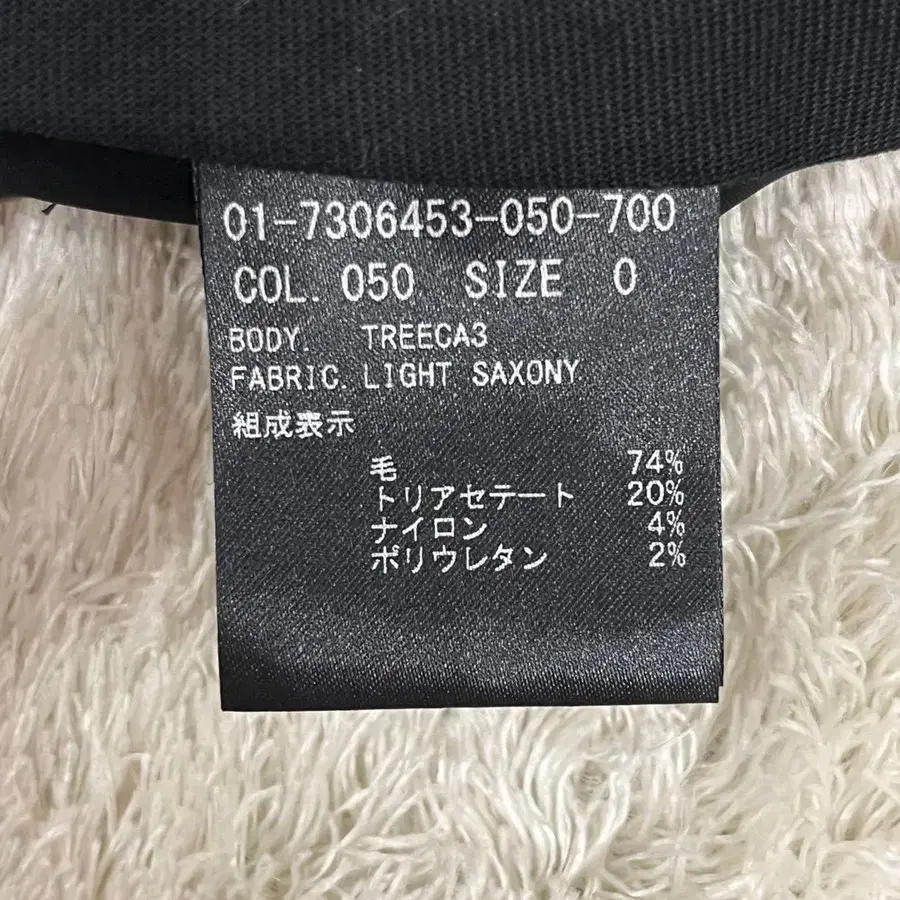 01-7306453-050-700
COL. 050 SIZE 0
BODY. TREECA3
FABRIC. LIGHT SAXONY
組成表示
毛 74%
トリアセテート 20%
ナイロン 4%
ポリウレタン 2%